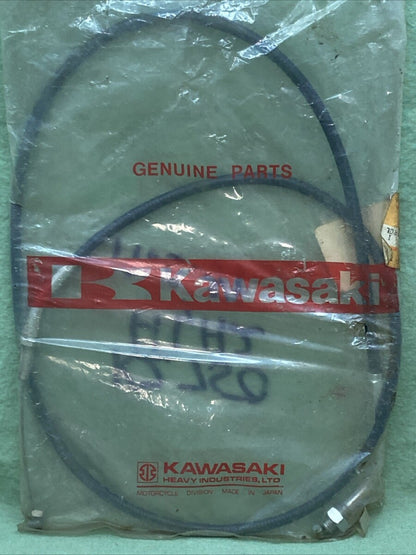 GENUINE PARTS
Kawasaki
KAWASAKI
HEAVY INDUSTRIES, LTD
MOTORCYCLE DIVISION MADE IN JAPAN